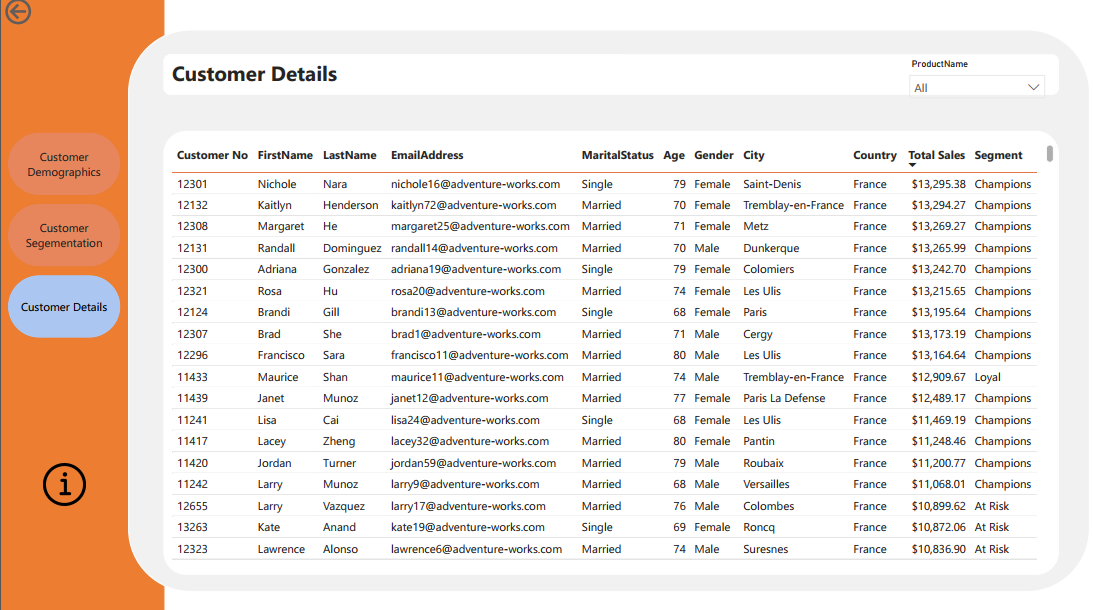 Customer Details
ProductName
All
Customer
Demographics
Customer
Segementation
Customer Details
Customer No FirstName LastName EmailAddress MaritalStatus Age Gender City Country Total Sales Segment
12301 Nichole Nara nichole16@adventure-works.com Single 79 Female Saint-Denis France $13,295.38 Champions
12132 Kaitlyn Henderson kaitlyn72@adventure-works.com Married 70 Female Tremblay-en-France France $13,294.27 Champions
12308 Margaret He margaret25@adventure-works.com Married 71 Female Metz France $13,269.27 Champions
12131 Randall Dominguez randall14@adventure-works.com Married 70 Male Dunkerque France $13,265.99 Champions
12300 Adriana Gonzalez adriana19@adventure-works.com Single 79 Female Colomiers France $13,242.70 Champions
12321 Rosa Hu rosa20@adventure-works.com Married 74 Female Les Ulis France $13,215.65 Champions
12124 Brandi Gill brandi13@adventure-works.com Single 68 Female Paris France $13,195.64 Champions
12307 Brad She brad1@adventure-works.com Married 71 Male Cergy France $13,173.19 Champions
12296 Francisco Sara francisco11@adventure-works.com Married 80 Male Les Ulis France $13,164.64 Champions
11433 Maurice Shan maurice11@adventure-works.com Married 74 Male Tremblay-en-France France $12,909.67 Loyal
11439 Janet Munoz janet12@adventure-works.com Married 77 Female Paris La Defense France $12,489.17 Champions
11241 Lisa Cai lisa24@adventure-works.com Single 68 Female Les Ulis France $11,469.19 Champions
11417 Lacey Zheng lacey32@adventure-works.com Married 80 Female Pantin France $11,248.46 Champions
11420 Jordan Turner jordan59@adventure-works.com Married 79 Male Roubaix France $11,200.77 Champions
11242 Larry Munoz larry9@adventure-works.com Married 68 Male Versailles France $11,068.01 Champions
12655 Larry Vazquez larry17@adventure-works.com Married 76 Male Colombes France $10,899.62 At Risk
13263 Kate Anand kate19@adventure-works.com Single 69 Female Roncq France $10,872.06 At Risk
12323 Lawrence Alonso lawrence6@adventure-works.com Married 74 Male Suresnes France $10,836.90 At Risk